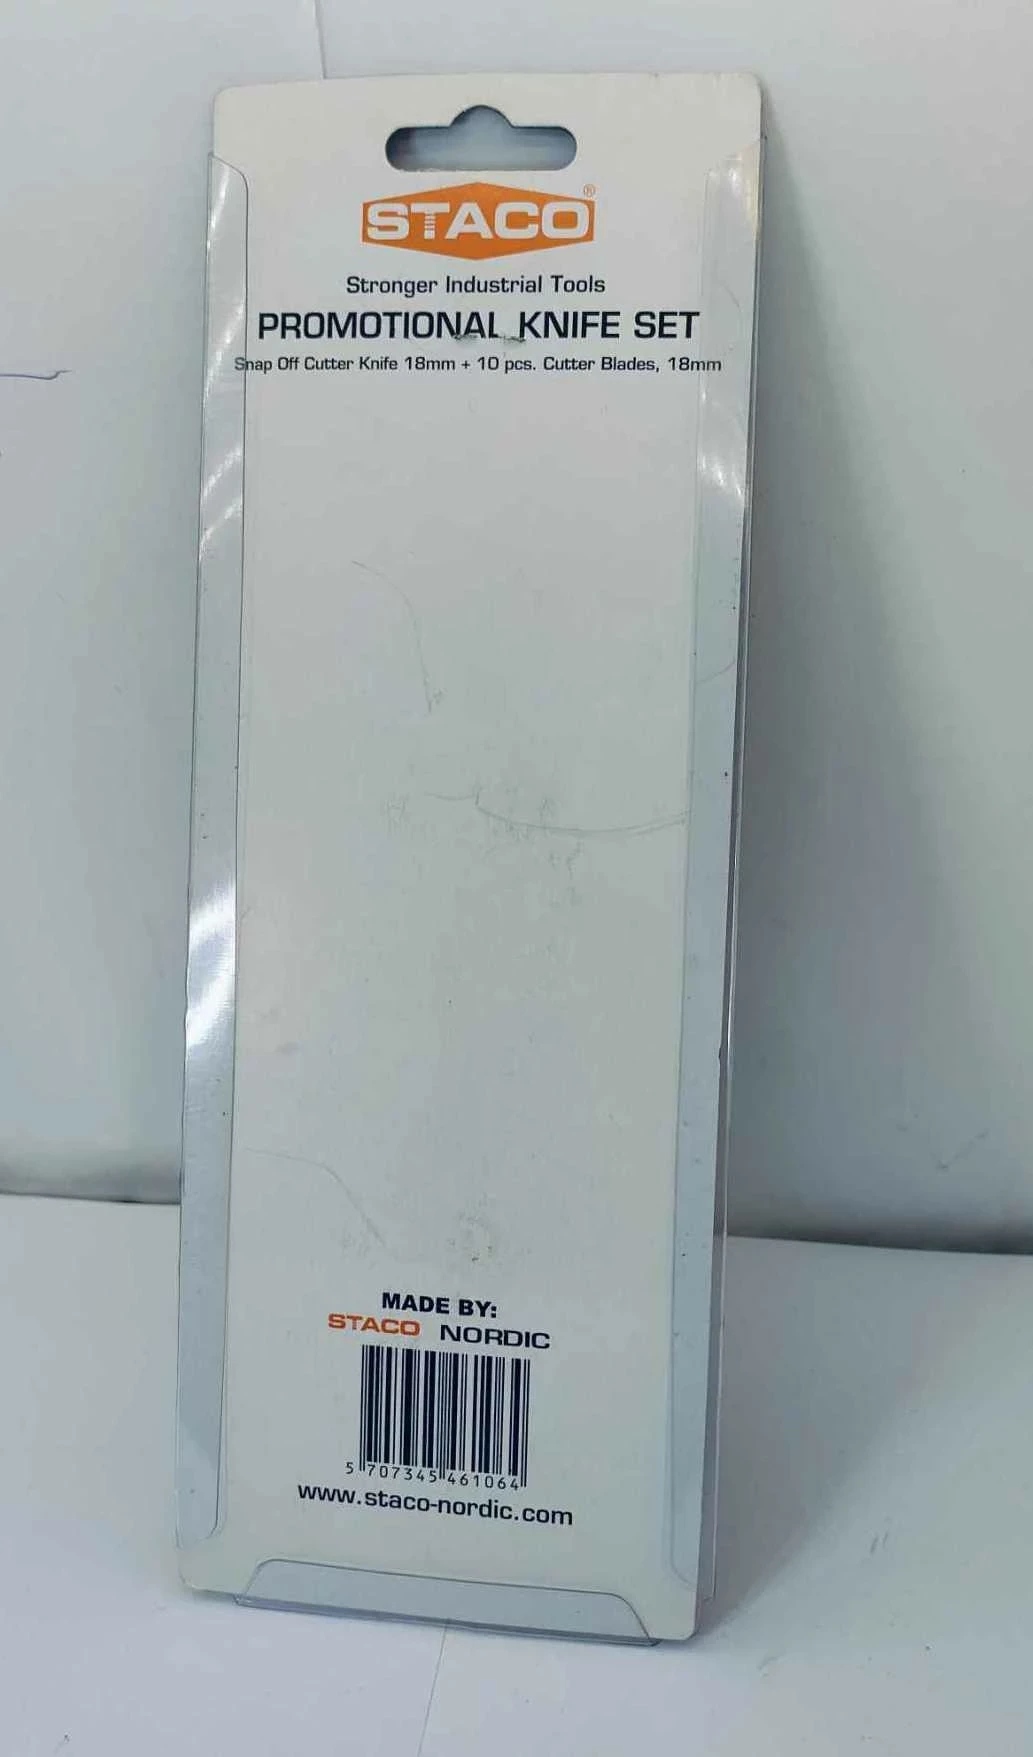 STACO®
Stronger Industrial Tools
PROMOTIONAL KNIFE SET
Snap Off Cutter Knife 18mm + 10 pcs. Cutter Blades, 18mm
MADE BY:
STACO NORDIC
5 707345 461064
www.staco-nordic.com